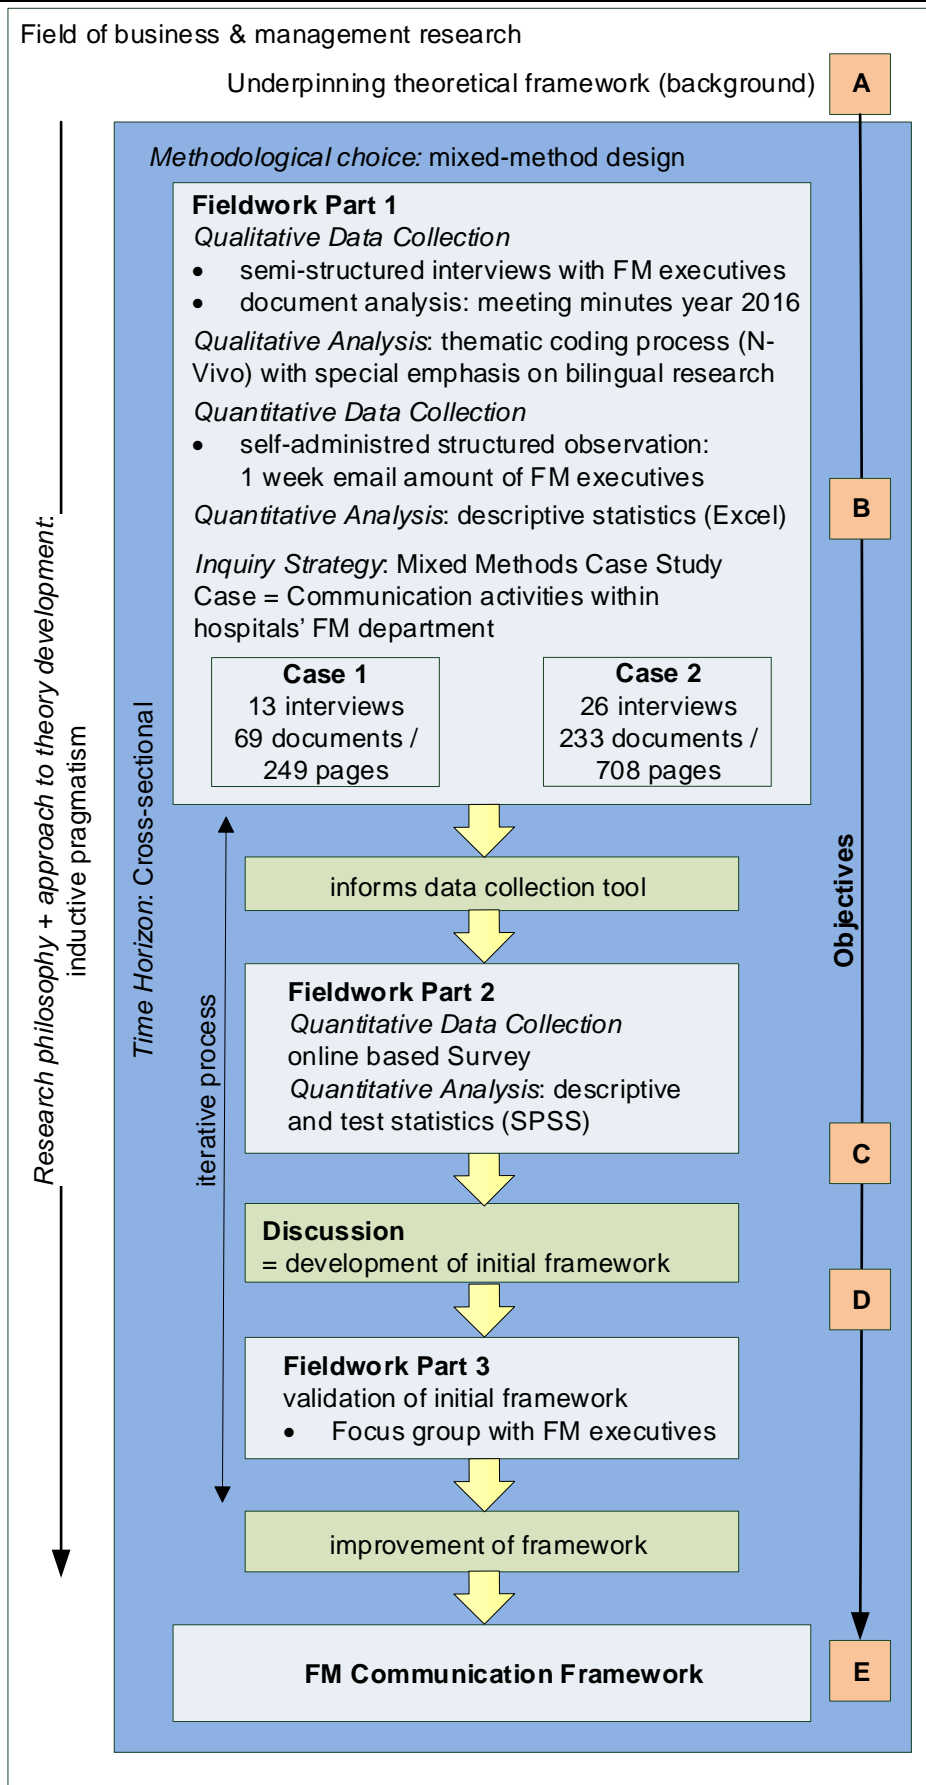 Field of business & management research
Underpinning theoretical framework (background)
A
Methodological choice: mixed-method design
Fieldwork Part 1
Qualitative Data Collection
• semi-structured interviews with FM executives
• document analysis: meeting minutes year 2016
Qualitative Analysis: thematic coding process (N-
Vivo) with special emphasis on bilingual research
Quantitative Data Collection
• self-administred structured observation:
1 week email amount of FM executives
Quantitative Analysis: descriptive statistics (Excel)
Inquiry Strategy: Mixed Methods Case Study
Case = Communication activities within
hospitals’ FM department
Case 1
13 interviews
69 documents /
249 pages
Case 2
26 interviews
233 documents /
708 pages
B
Research philosophy + approach to theory development:
inductive pragmatism
Time Horizon: Cross-sectional
iterative process
Objectives
informs data collection tool
Fieldwork Part 2
Quantitative Data Collection
online based Survey
Quantitative Analysis: descriptive
and test statistics (SPSS)
C
Discussion
= development of initial framework
D
Fieldwork Part 3
validation of initial framework
• Focus group with FM executives
improvement of framework
FM Communication Framework
E